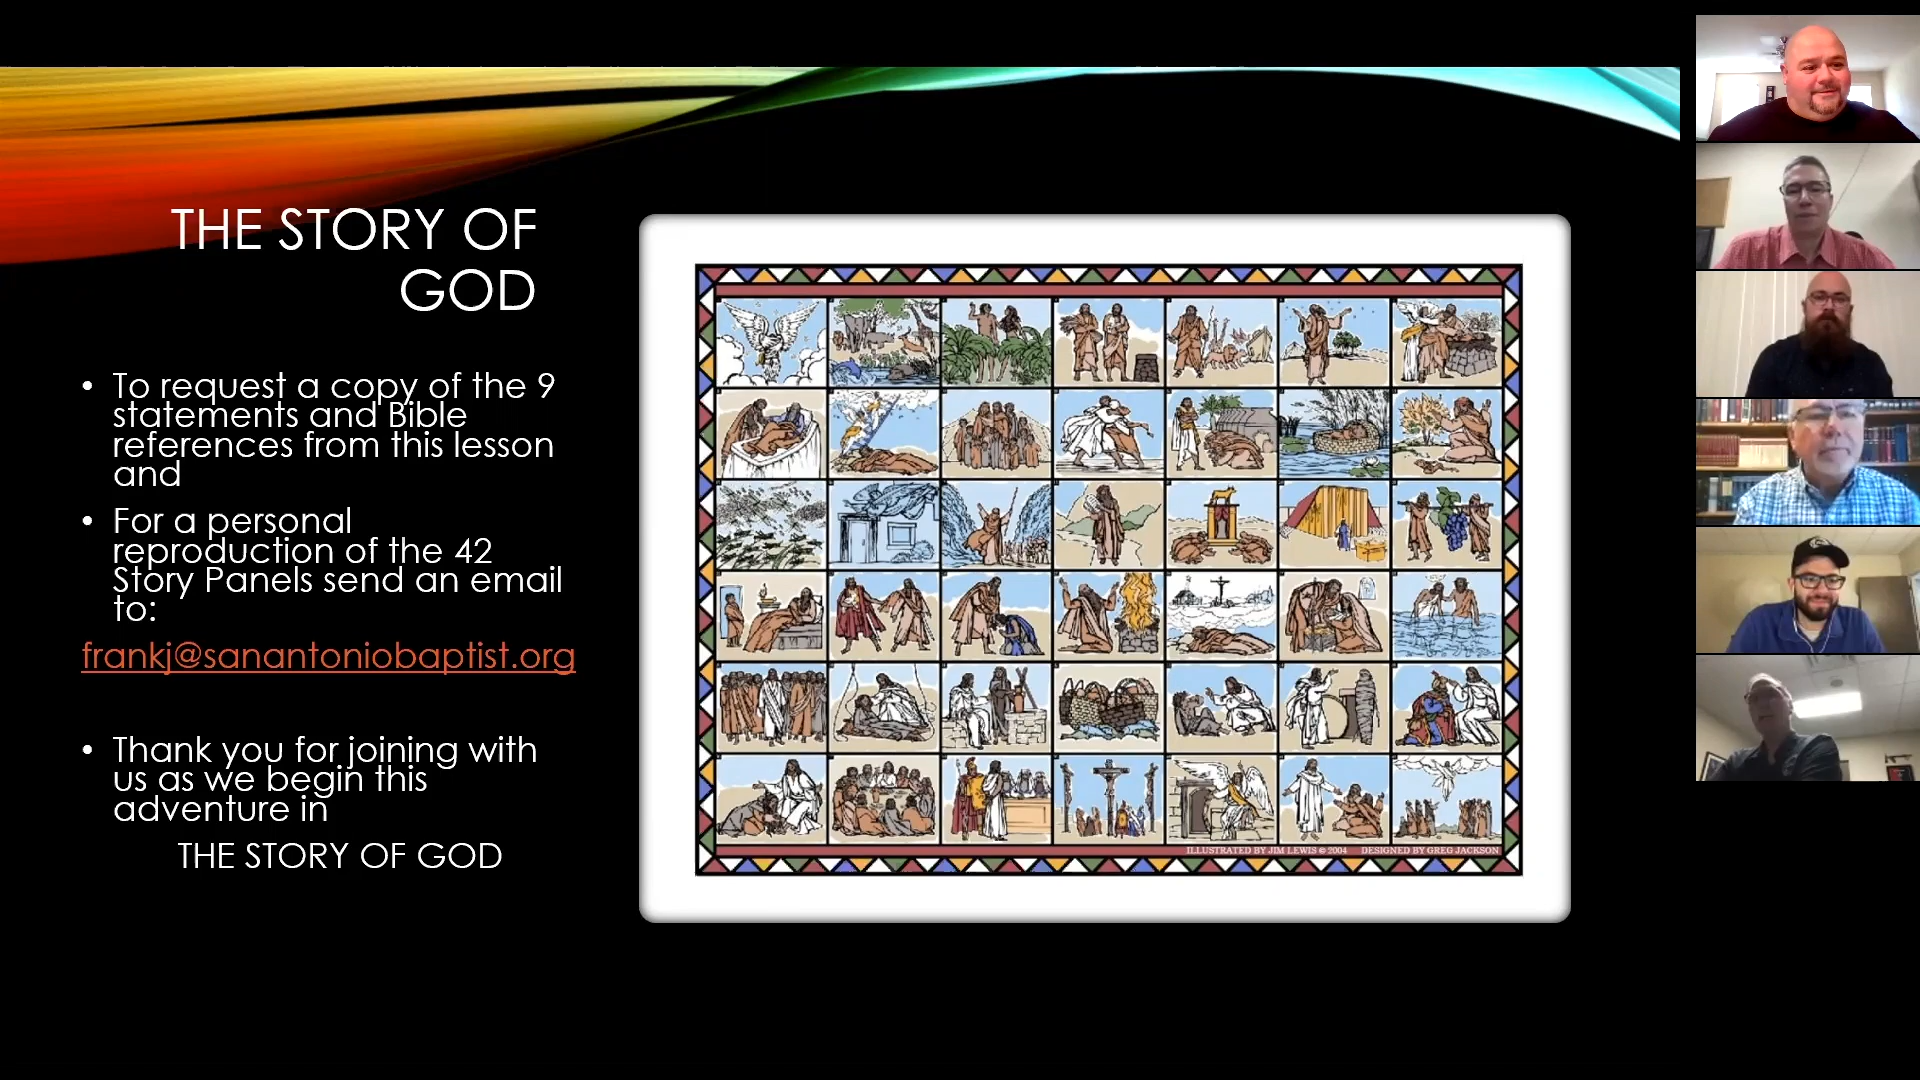 THE STORY OF
GOD
• To request a copy of the 9
statements and Bible
references from this lesson
and
• For a personal
reproduction of the 42
Story Panels send an email
to:
frankj@sanantoniobaptist.org
• Thank you for joining with
us as we begin this
adventure in
THE STORY OF GOD
ILLUSTRATED BY JIM LEWIS © 2004 DESIGNED BY GREG JACKSON